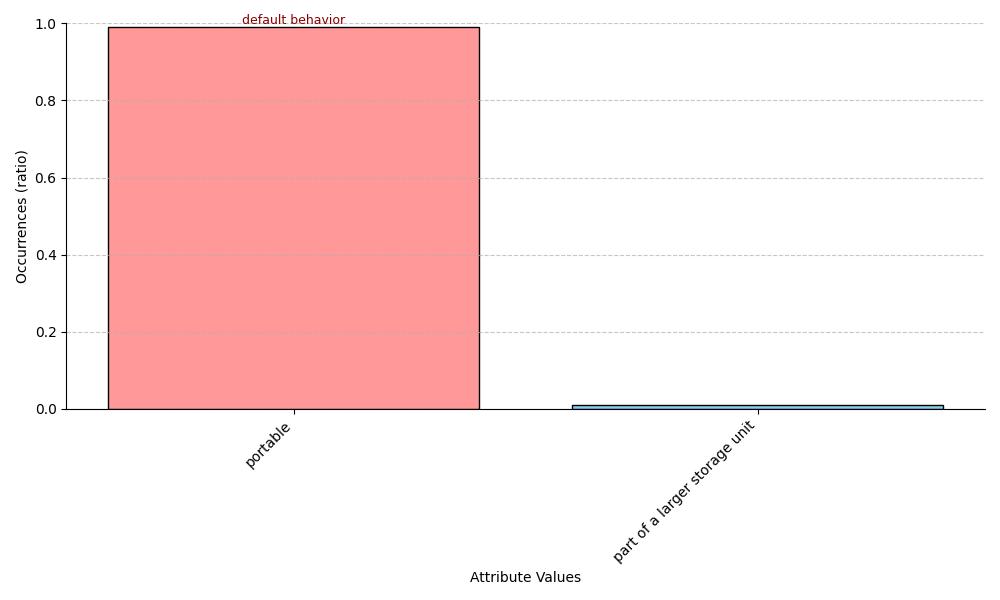 default behavior
1.0
0.8
0.6
0.4
0.2
0.0
Occurrences (ratio)
portable
part of a larger storage unit
Attribute Values